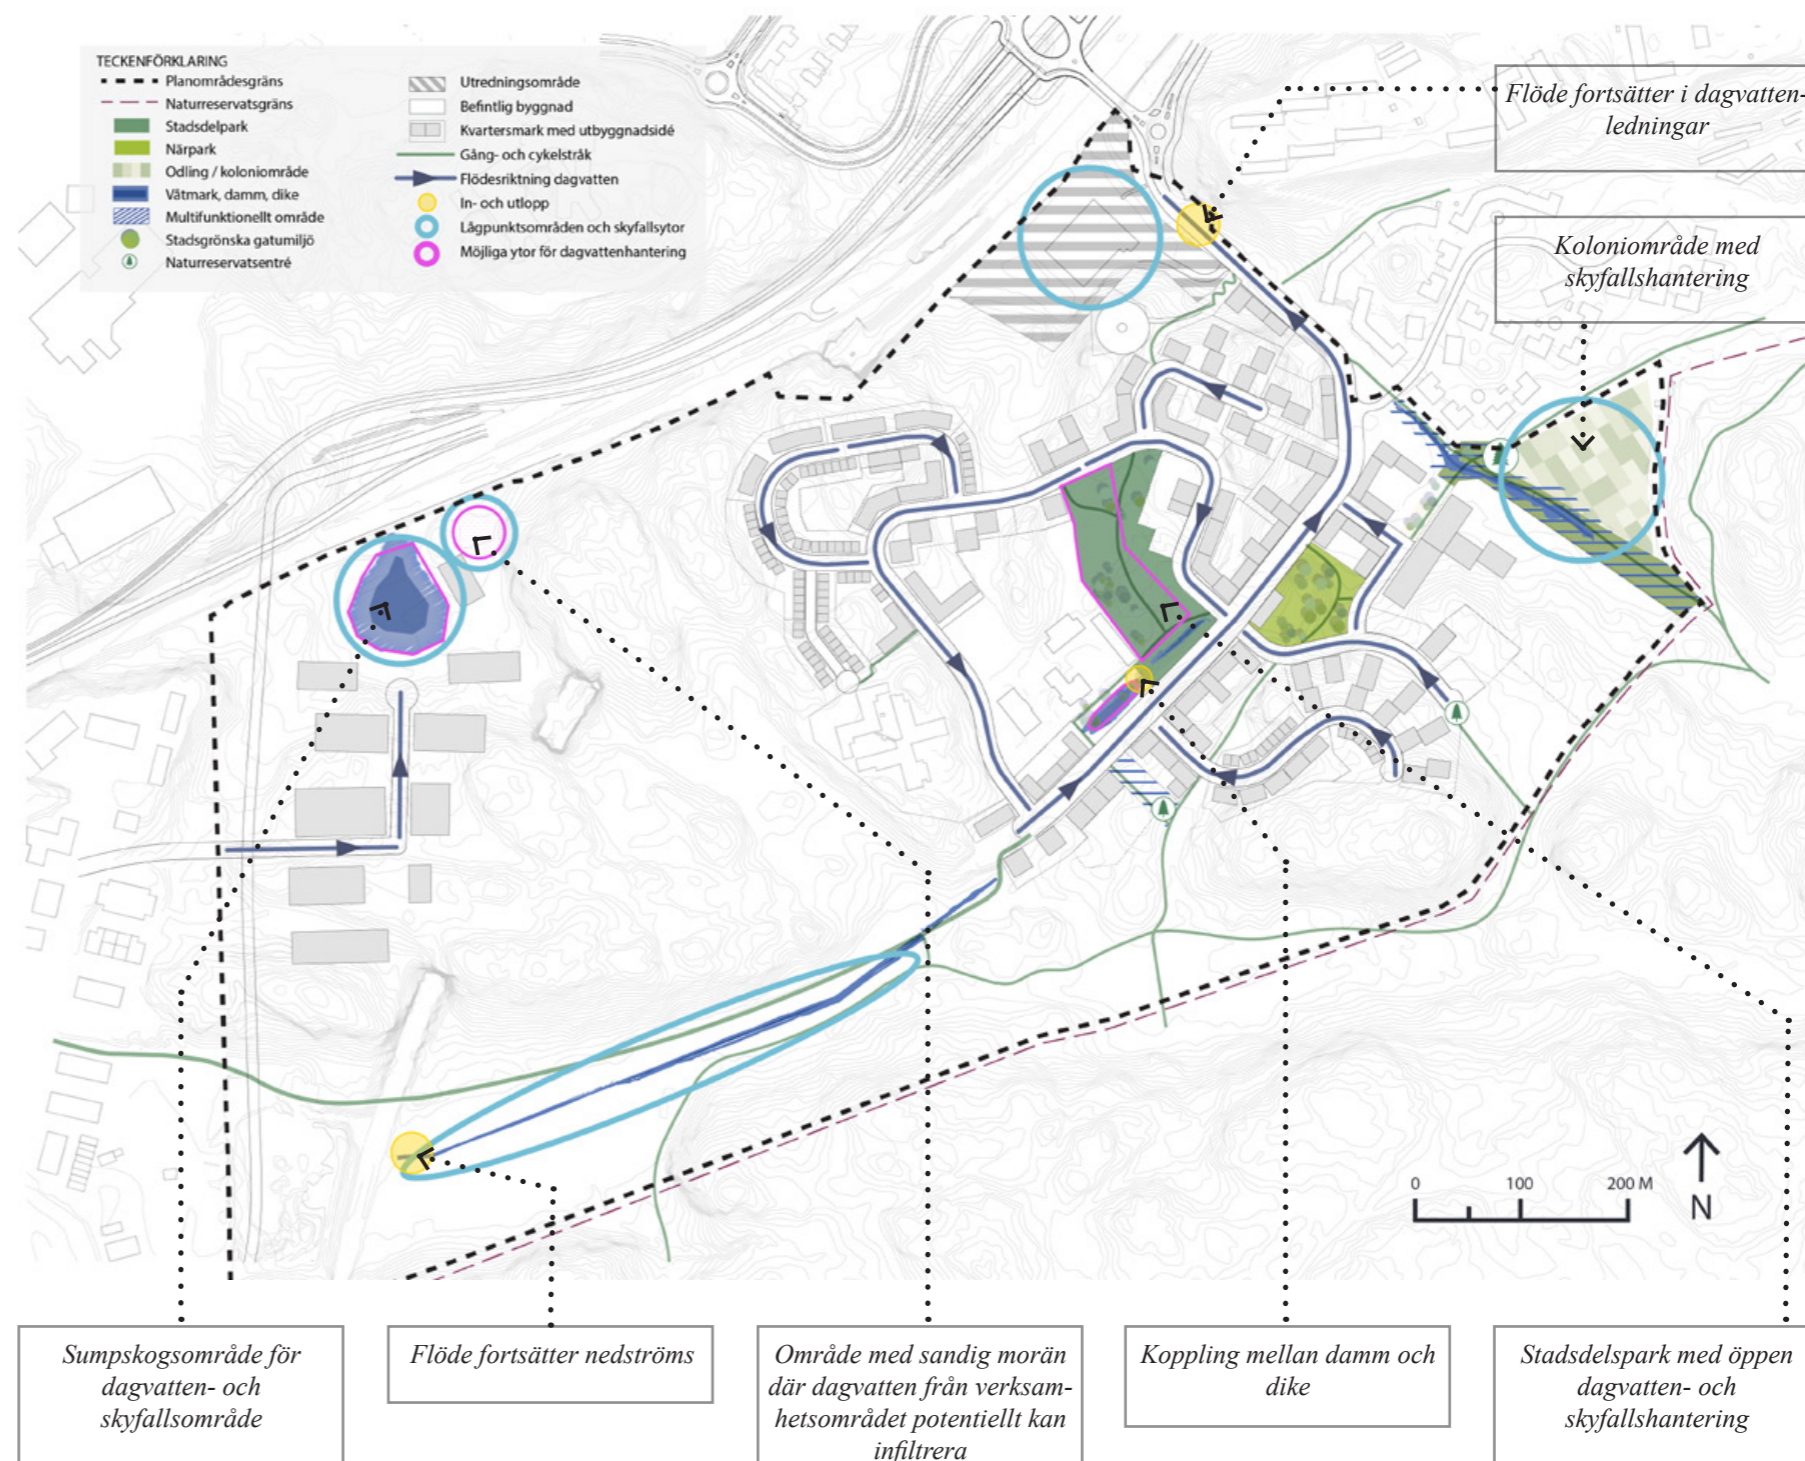 TECKENFÖRKLARING
Planområdesgräns
Naturreservatsgräns
Stadsdelpark
Närpark
Odling / koloniområde
Våtmark, damm, dike
Multifunktionellt område
Stadsgrönska gatumiljö
Naturreservatsentré
Utredningsområde
Befintlig byggnad
Kvartersmark med utbyggnadsidé
Gång- och cykelstråk
Flödesriktning dagvatten
In- och utlopp
Lågpunktsområden och skyfallsytor
Möjliga ytor för dagvattenhantering
Flöde fortsätter i dagvatten-
ledningar
Koloniområde med
skyfallshantering
0 100 200 M
N
Sumpskogsområde för
dagvatten- och
skyfallsområde
Flöde fortsätter nedströms
Område med sandig morän
där dagvatten från verksam-
hetsområdet potentiellt kan
infiltrera
Koppling mellan damm och
dike
Stadsdelspark med öppen
dagvatten- och
skyfallshantering